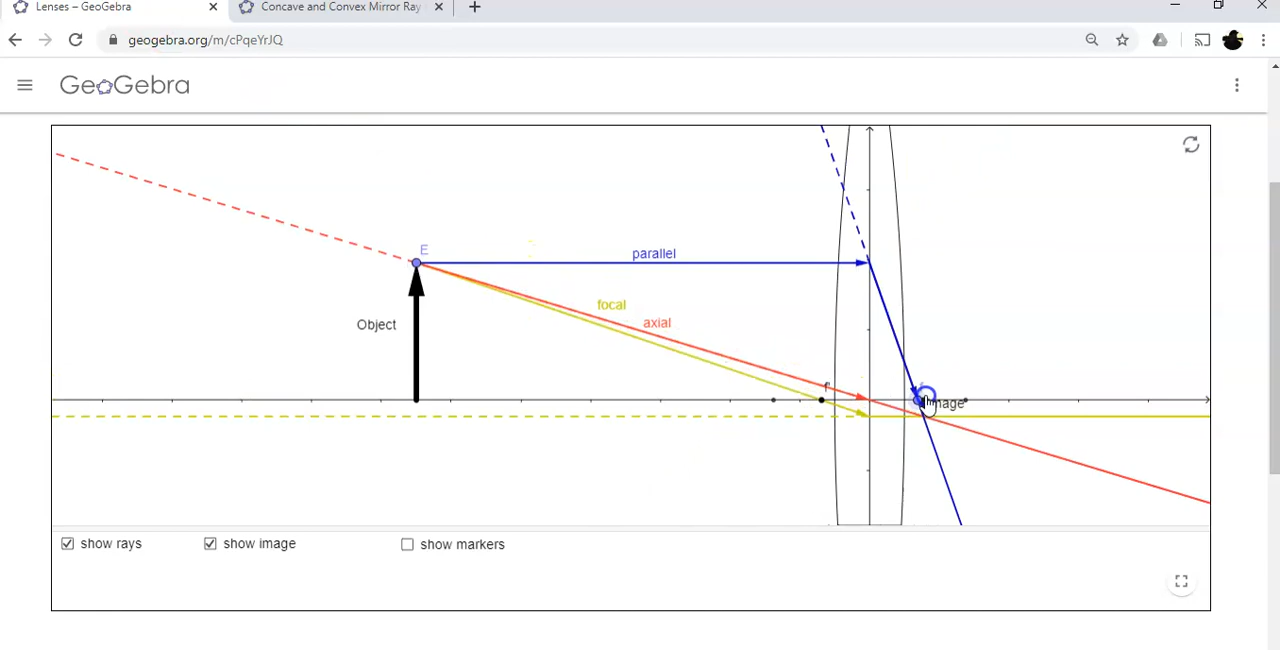 Lenses – GeoGebra
Concave and Convex Mirror Ray
geogebra.org/m/cPqeYrJQ
GeoGebra
E
parallel
focal
axial
Object
f'
Image
show rays
show image
show markers